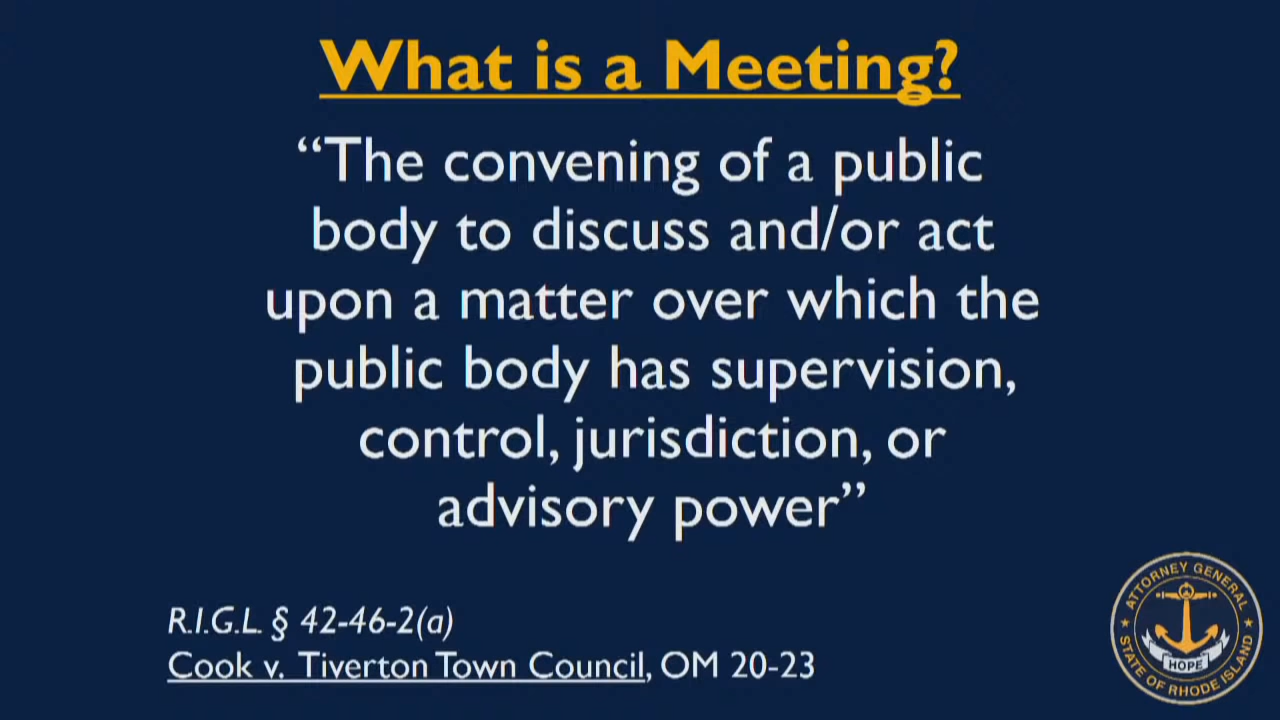 What is a Meeting?
“The convening of a public
body to discuss and/or act
upon a matter over which the
public body has supervision,
control, jurisdiction, or
advisory power”
R.I.G.L. § 42-46-2(a)
Cook v. Tiverton Town Council, OM 20-23
ATTORNEY GENERAL
HOPE
STATE OF RHODE ISLAND